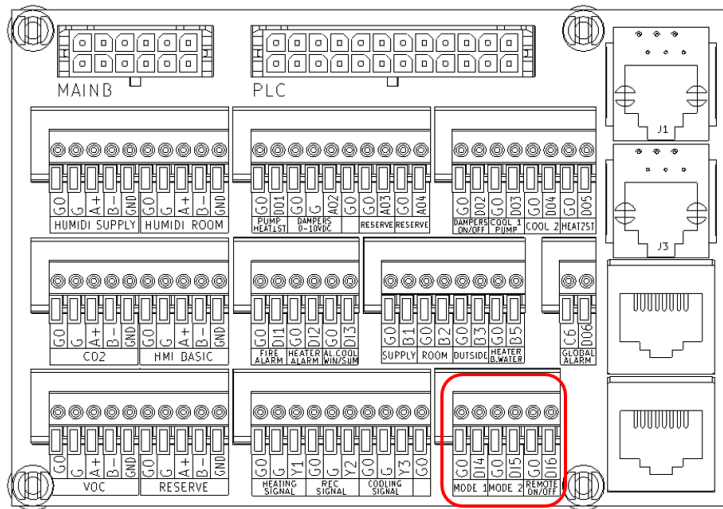 MAINB PLC
J1
G0 G A+ B- GND G0 G A+ B- GND G0 DO1 G0 G AO2 G0 AO3 G0 AO4 G0 DO2 G0 DO3 G0 DO4 G0 DO5
HUMIDI SUPPLY HUMIDI ROOM PUMP HEAT1ST DAMPERS 0-10VDC RESERVE RESERVE DAMPERS ON/OFF COOL 1 PUMP COOL 2 HEAT2ST
J3
G0 G A+ B- GND G0 G A+ B- GND G0 DI1 G0 DI2 G0 DI3 G0 B1 G0 B2 G0 B3 G0 B5 C6 DO6
CO2 HMI BASIC FIRE ALARM HEATER ALARM AL.COOL WIN/SUM SUPPLY ROOM OUTSIDE HEATER B.WATER GLOBAL ALARM
G0 G A+ B- GND G0 G A+ B- GND G0 G Y1 G0 G Y2 G0 G Y3 G0 G0 DI4 G0 DI5 G0 DI6
VOC RESERVE HEATING SIGNAL REC SIGNAL COOLING SIGNAL MODE 1 MODE 2 REMOTE ON/OFF